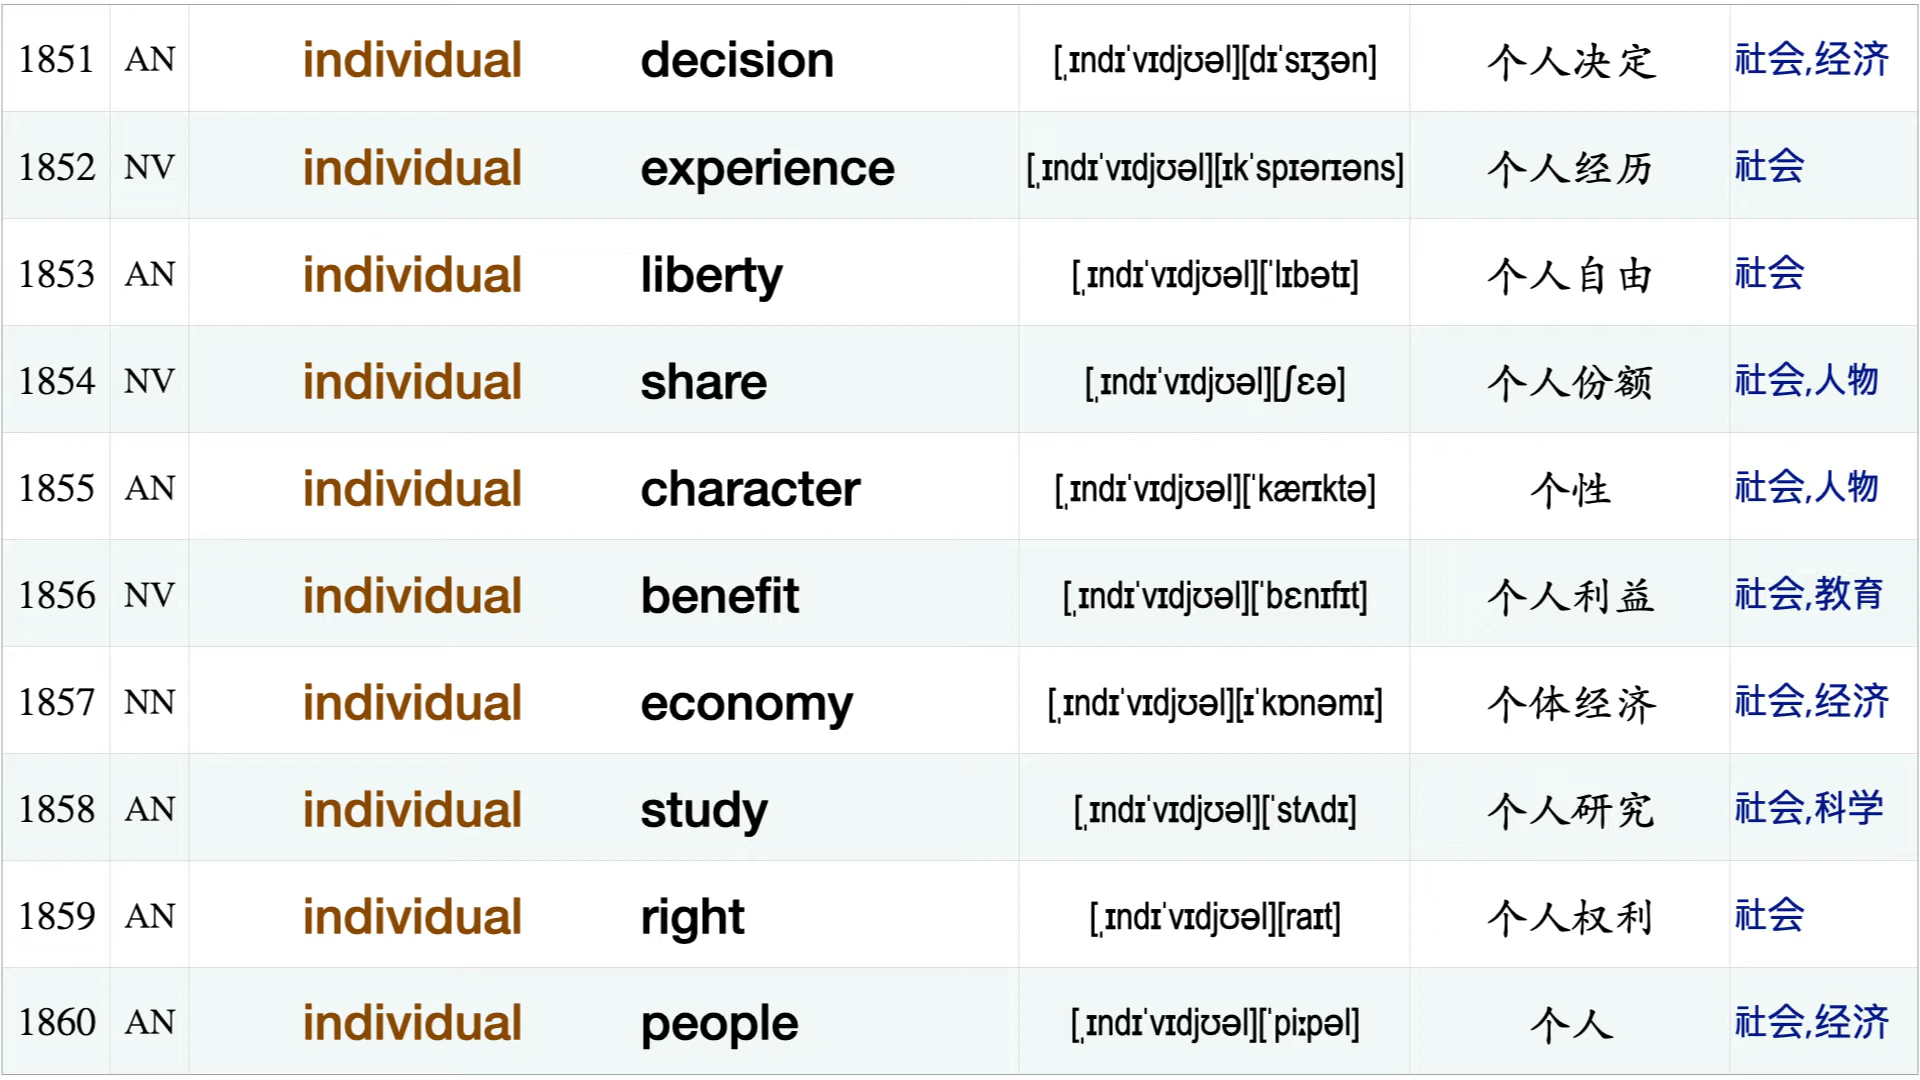 1851 AN individual decision [ˌɪndɪˈvɪdjʊəl][dɪˈsɪʒən] 个人决定 社会,经济
1852 NV individual experience [ˌɪndɪˈvɪdjʊəl][ɪkˈspɪərɪəns] 个人经历 社会
1853 AN individual liberty [ˌɪndɪˈvɪdjʊəl][ˈlɪbətɪ] 个人自由 社会
1854 NV individual share [ˌɪndɪˈvɪdjʊəl][ʃɛə] 个人份额 社会,人物
1855 AN individual character [ˌɪndɪˈvɪdjʊəl][ˈkærɪktə] 个性 社会,人物
1856 NV individual benefit [ˌɪndɪˈvɪdjʊəl][ˈbɛnɪfɪt] 个人利益 社会,教育
1857 NN individual economy [ˌɪndɪˈvɪdjʊəl][ɪˈkɒnəmɪ] 个体经济 社会,经济
1858 AN individual study [ˌɪndɪˈvɪdjʊəl][ˈstʌdɪ] 个人研究 社会,科学
1859 AN individual right [ˌɪndɪˈvɪdjʊəl][raɪt] 个人权利 社会
1860 AN individual people [ˌɪndɪˈvɪdjʊəl][ˈpiːpəl] 个人 社会,经济